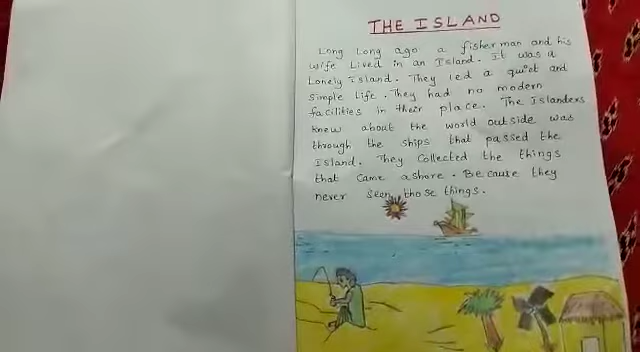 THE ISLAND
Long Long ago a fisherman and his
wife Lived in an Island. It was a
Lonely Island. They led a quiet and
simple Life. They had no modern
facilities in their place. The Islanders
knew about the world outside was
through the ships that passed the
Island. They Collected the things
that Came ashore. Because they
never seen those things.